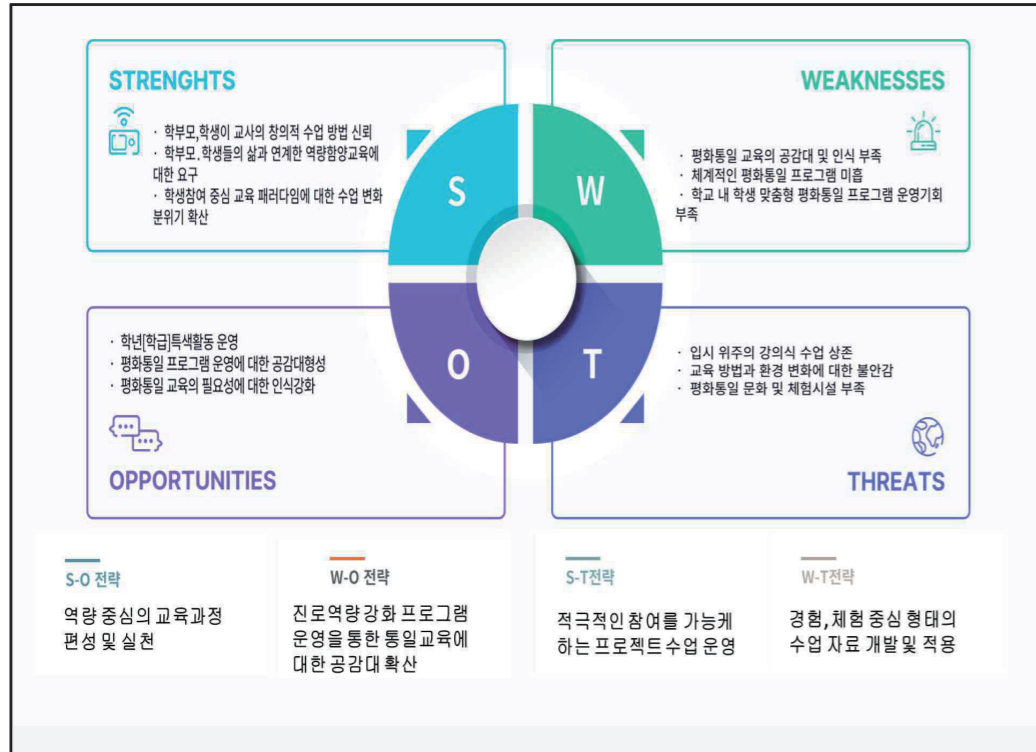 STRENGHTS
· 학부모,학생이 교사의 창의적 수업 방법 신뢰
· 학부모.학생들의 삶과 연계한 역량함양교육에
대한 요구
· 학생참여 중심 교육 패러다임에 대한 수업 변화
분위기 확산
WEAKNESSES
· 평화통일 교육의 공감대 및 인식 부족
· 체계적인 평화통일 프로그램 미흡
· 학교 내 학생 맞춤형 평화통일 프로그램 운영기회
부족
S
W
O
T
· 학년[학급]특색활동 운영
· 평화통일 프로그램 운영에 대한 공감대형성
· 평화통일 교육의 필요성에 대한 인식강화
OPPORTUNITIES
· 입시 위주의 강의식 수업 상존
· 교육 방법과 환경 변화에 대한 불안감
· 평화통일 문화 및 체험시설 부족
THREATS
S-O 전략
역량 중심의 교육과정
편성 및 실천
W-O 전략
진로역량 강화 프로그램
운영을 통한 통일교육에
대한 공감대 확산
S-T전략
적극적인 참여를 가능케
하는 프로젝트 수업 운영
W-T전략
경험,체험 중심 형태의
수업 자료 개발 및 적용